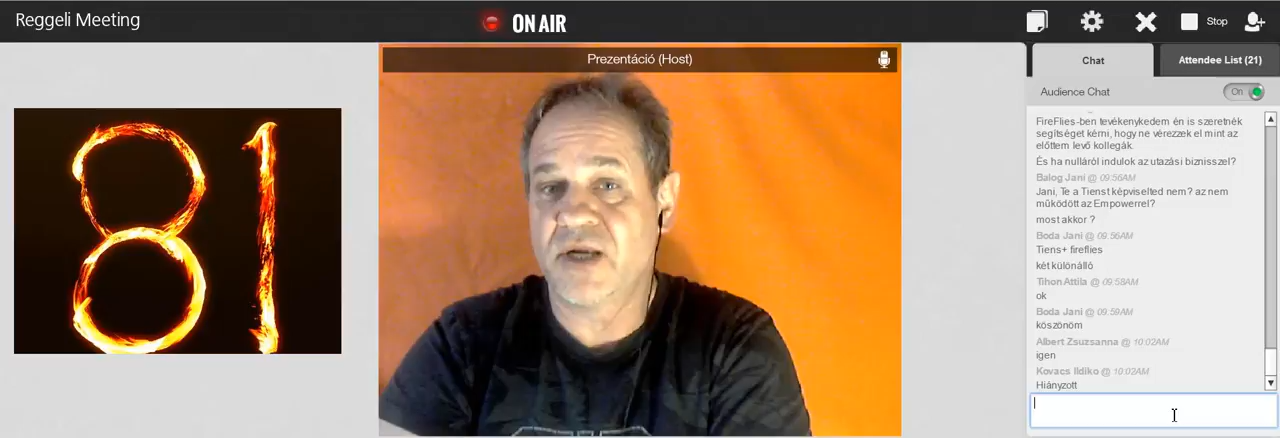 Reggeli Meeting
ON AIR
Stop
81
Prezentáció (Host)
Chat
Attendee List (21)
Audience Chat
On
FireFlies-ben tevékenykedem én is szeretnék
segítséget kérni, hogy ne vérezzek el mint az
előttem levő kollegák.
És ha nulláról indulok az utazási biznisszel?
Balog Jani @ 09:56AM
Jani, Te a Tienst képviselted nem? az nem
működött az Empowerrel?
most akkor ?
Boda Jani @ 09:56AM
Tiens+ fireflies
két különálló
Tihon Attila @ 09:58AM
ok
Boda Jani @ 09:59AM
köszönöm
Albert Zsuzsanna @ 10:02AM
igen
Kovacs Ildiko @ 10:02AM
Hiányzott